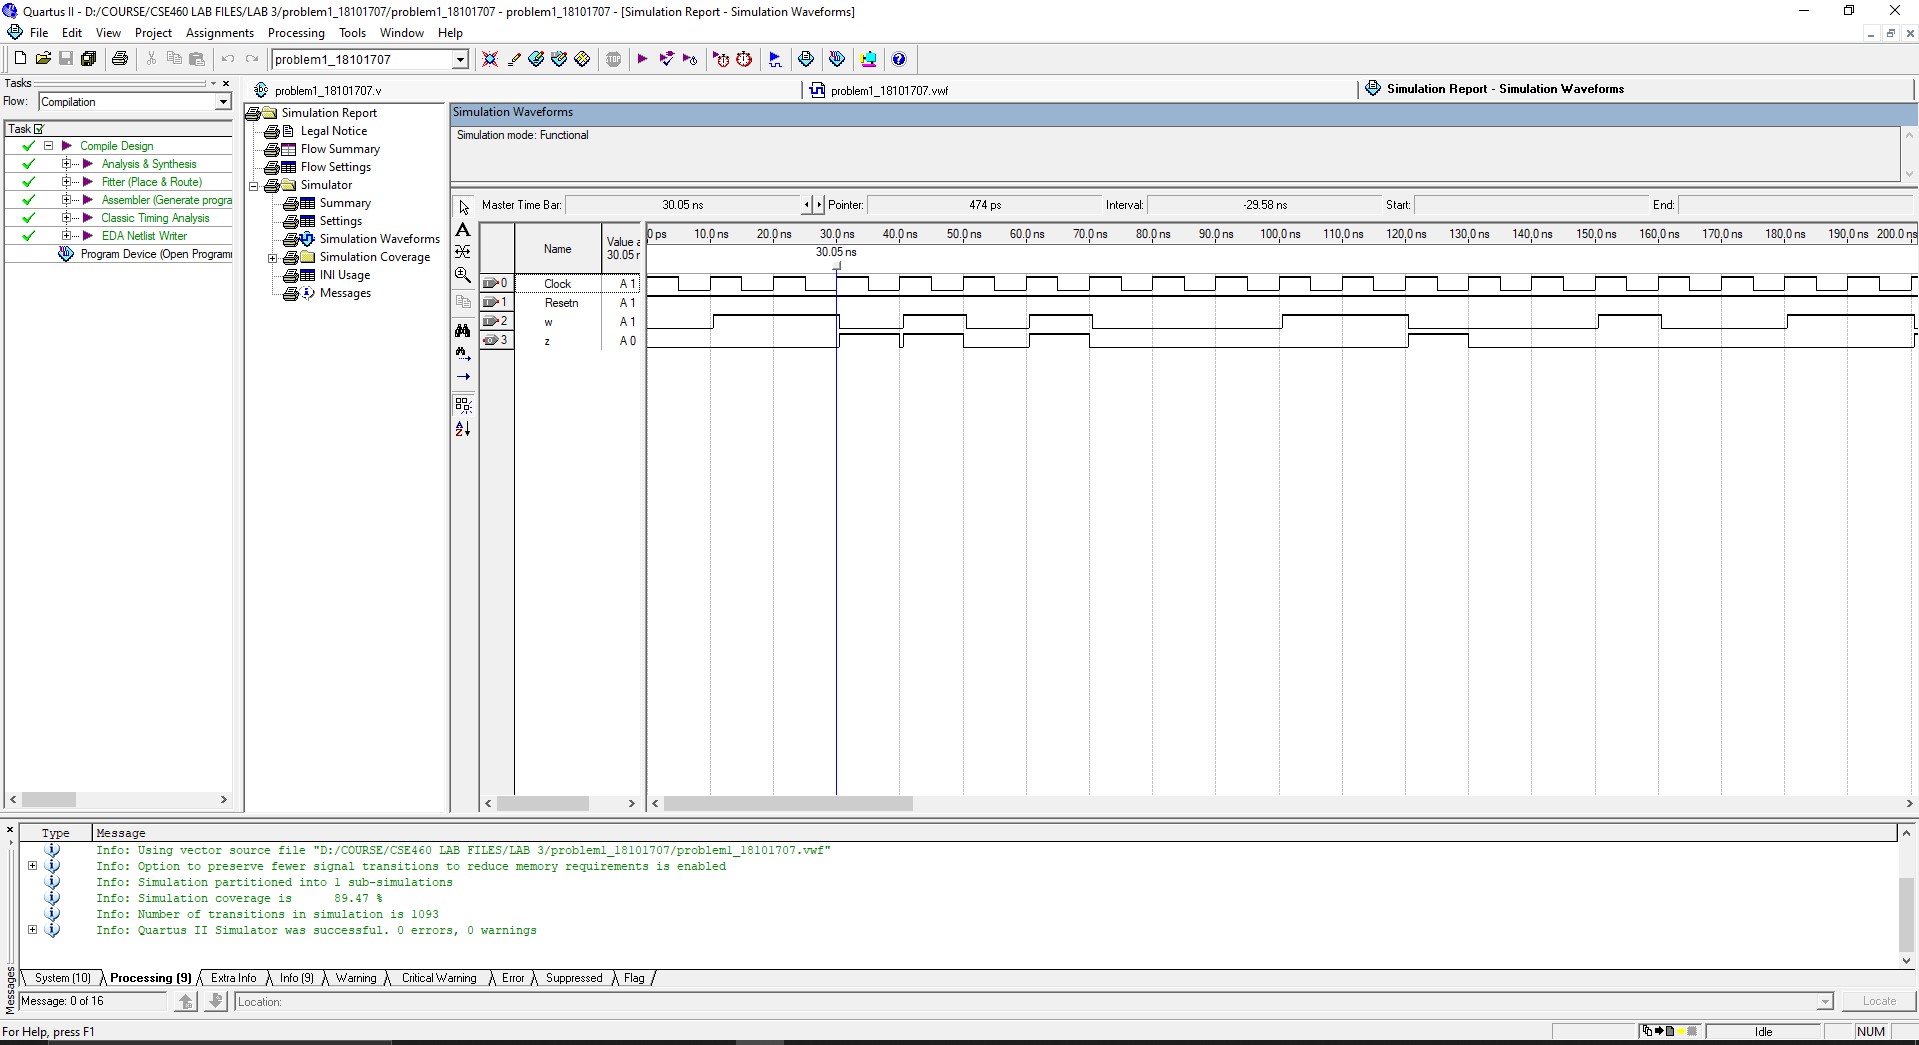 Quartus II - D:/COURSE/CSE460 LAB FILES/LAB 3/problem1_18101707/problem1_18101707 - problem1_18101707 - [Simulation Report - Simulation Waveforms]
File Edit View Project Assignments Processing Tools Window Help
problem1_18101707
Tasks
Flow: Compilation
Task
Compile Design
Analysis & Synthesis
Fitter (Place & Route)
Assembler (Generate progra
Classic Timing Analysis
EDA Netlist Writer
Program Device (Open Programm
problem1_18101707.v
problem1_18101707.vwf
Simulation Report - Simulation Waveforms
Simulation Report
Legal Notice
Flow Summary
Flow Settings
Simulator
Summary
Settings
Simulation Waveforms
Simulation Coverage
INI Usage
Messages
Simulation Waveforms
Simulation mode: Functional
Master Time Bar: 30.05 ns Pointer: 474 ps Interval: -29.58 ns Start: End:
Name
Value a
30.05 n
0 ps 10.0 ns 20.0 ns 30.0 ns 40.0 ns 50.0 ns 60.0 ns 70.0 ns 80.0 ns 90.0 ns 100.0 ns 110.0 ns 120.0 ns 130.0 ns 140.0 ns 150.0 ns 160.0 ns 170.0 ns 180.0 ns 190.0 ns 200.0 ns
30.05 ns
0 Clock A 1
1 Resetn A 1
2 w A 1
3 z A 0
Type Message
Info: Using vector source file "D:/COURSE/CSE460 LAB FILES/LAB 3/problem1_18101707/problem1_18101707.vwf"
Info: Option to preserve fewer signal transitions to reduce memory requirements is enabled
Info: Simulation partitioned into 1 sub-simulations
Info: Simulation coverage is 89.47 %
Info: Number of transitions in simulation is 1093
Info: Quartus II Simulator was successful. 0 errors, 0 warnings
System (10) Processing (9) Extra Info Info (9) Warning Critical Warning Error Suppressed Flag
Messages
Message: 0 of 16 Location: Locate
For Help, press F1
Idle NUM